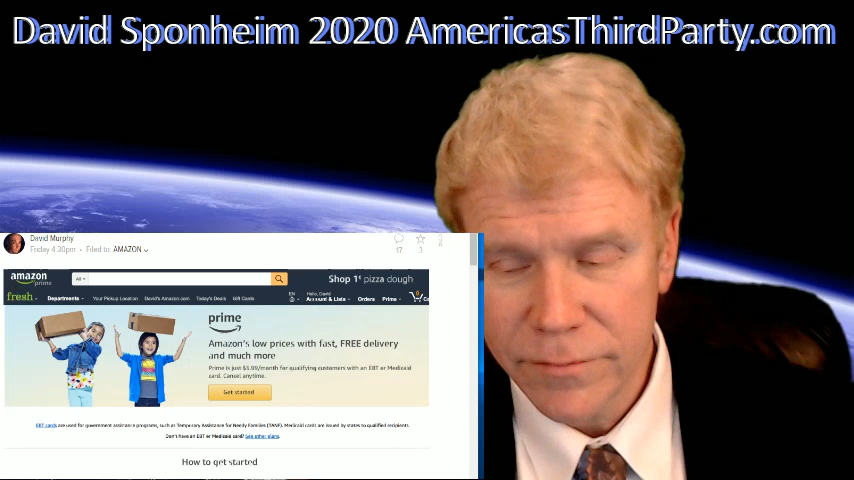 David Sponheim 2020 AmericasThirdParty.com
David Murphy
Friday 4:30pm • Filed to: AMAZON
17 3
amazon prime
All
Shop 1¢ pizza dough
fresh Departments Your Pickup Location David's Amazon.com Today's Deals Gift Cards EN Hello, David Account & Lists Orders Prime 0 Ca
prime
Amazon's low prices with fast, FREE delivery
and much more
Prime is just $5.99/month for qualifying customers with an EBT or Medicaid
card. Cancel anytime.
Get started
EBT cards are used for government assistance programs, such as Temporary Assistance for Needy Families (TANF). Medicaid cards are issued by states to qualified recipients.
Don't have an EBT or Medicaid card? See other plans.
How to get started